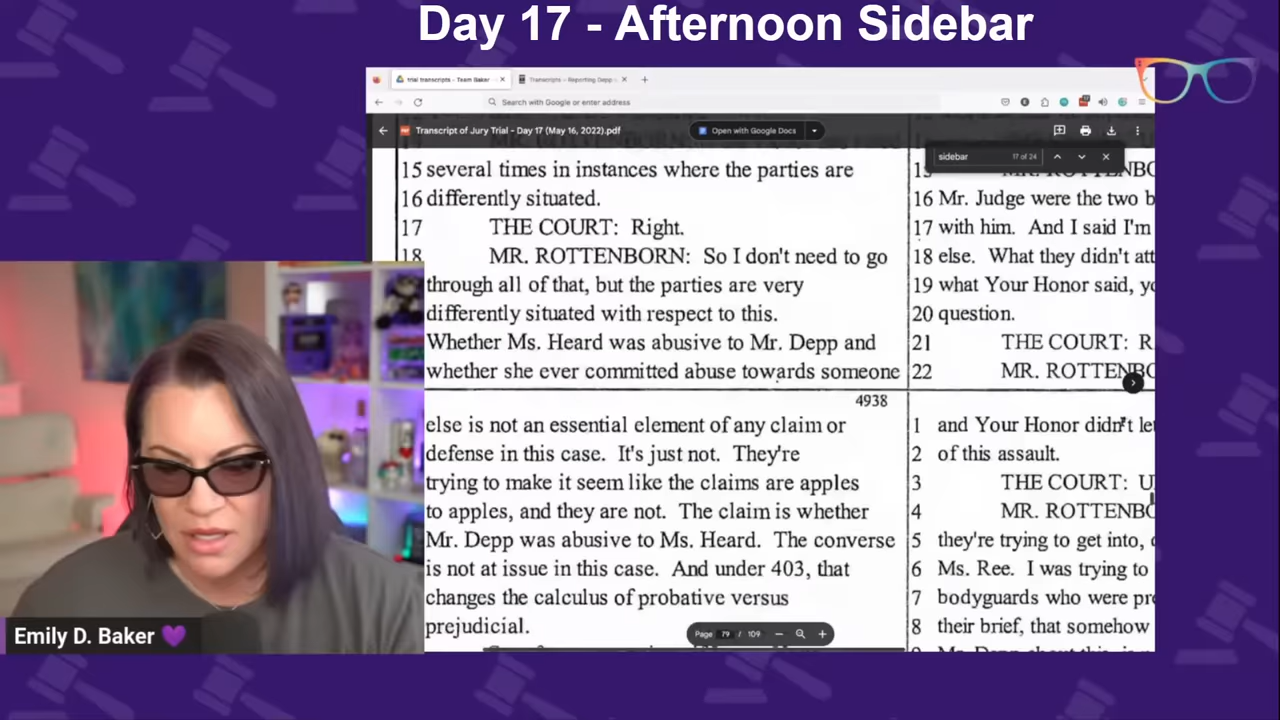 Day 17 - Afternoon Sidebar
trial transcripts - Team Baker
Transcripts - Reporting Depp
Search with Google or enter address
Transcript of Jury Trial - Day 17 (May 16, 2022).pdf
Open with Google Docs
sidebar 17 of 24
15 several times in instances where the parties are
16 differently situated.
17 THE COURT: Right.
18 MR. ROTTENBORN: So I don't need to go
through all of that, but the parties are very
differently situated with respect to this.
Whether Ms. Heard was abusive to Mr. Depp and
whether she ever committed abuse towards someone
4938
else is not an essential element of any claim or
defense in this case. It's just not. They're
trying to make it seem like the claims are apples
to apples, and they are not. The claim is whether
Mr. Depp was abusive to Ms. Heard. The converse
is not at issue in this case. And under 403, that
changes the calculus of probative versus
prejudicial.
15
16 Mr. Judge were the two b
17 with him. And I said I'm
18 else. What they didn't att
19 what Your Honor said, yo
20 question.
21 THE COURT: R
22 MR. ROTTENBO
1 and Your Honor didn't let
2 of this assault.
3 THE COURT: U
4 MR. ROTTENBO
5 they're trying to get into,
6 Ms. Ree. I was trying to
7 bodyguards who were pr
8 their brief, that somehow
Page 79 / 109
Emily D. Baker 💜